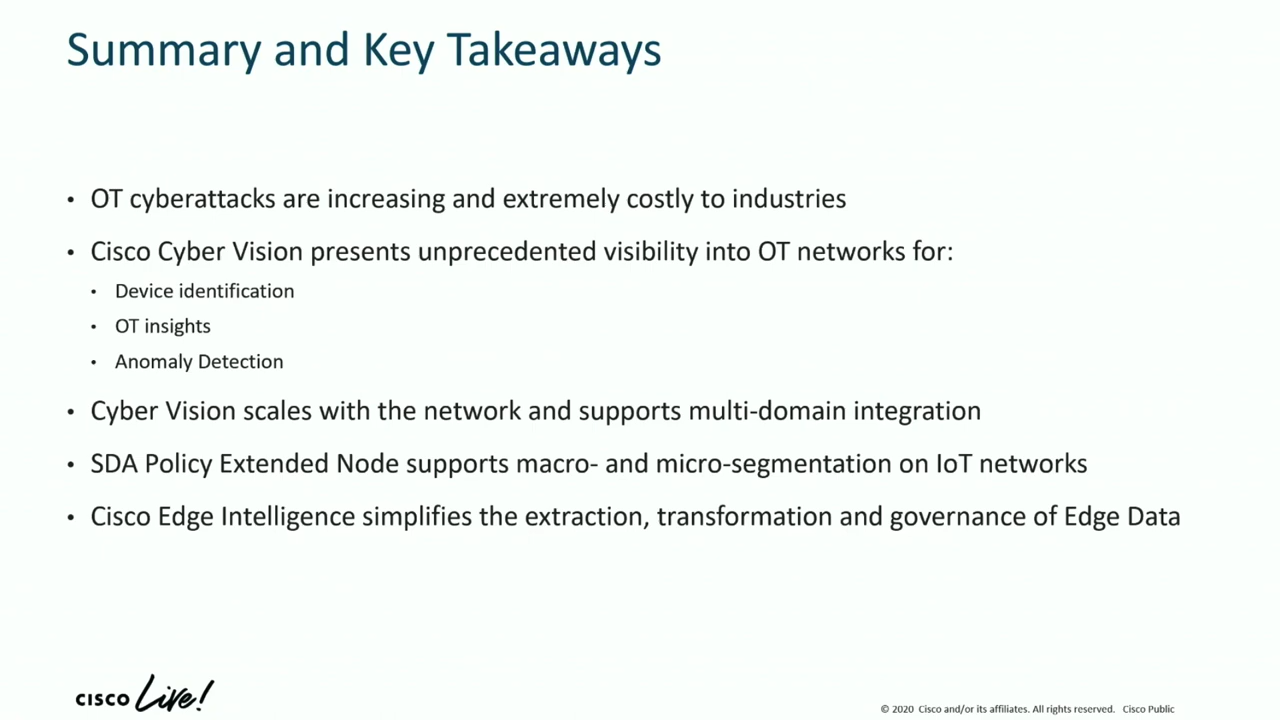 Summary and Key Takeaways
• OT cyberattacks are increasing and extremely costly to industries
• Cisco Cyber Vision presents unprecedented visibility into OT networks for:
• Device identification
• OT insights
• Anomaly Detection
• Cyber Vision scales with the network and supports multi-domain integration
• SDA Policy Extended Node supports macro- and micro-segmentation on IoT networks
• Cisco Edge Intelligence simplifies the extraction, transformation and governance of Edge Data
CISCO Live!
© 2020 Cisco and/or its affiliates. All rights reserved. Cisco Public